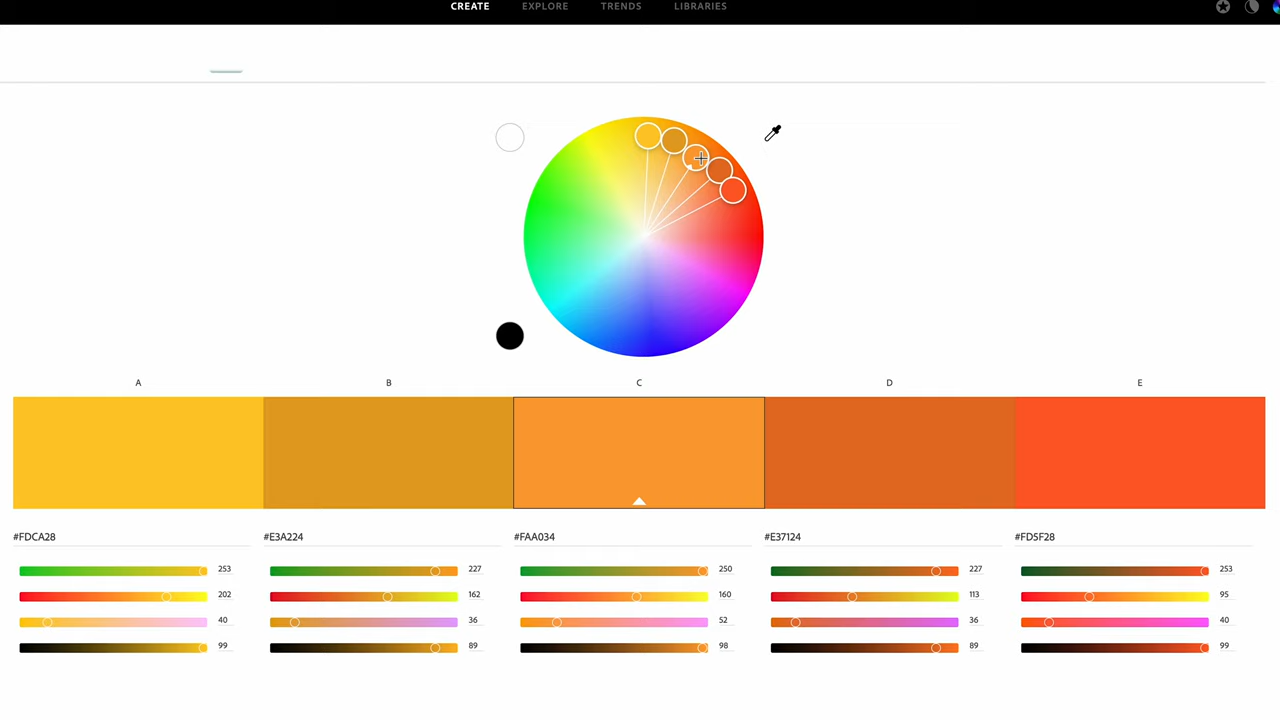 CREATE EXPLORE TRENDS LIBRARIES
A B C D E
#FDCA28 #E3A224 #FAA034 #E37124 #FD5F28
253 227 250 227 253
202 162 160 113 95
40 36 52 36 40
99 89 98 89 99